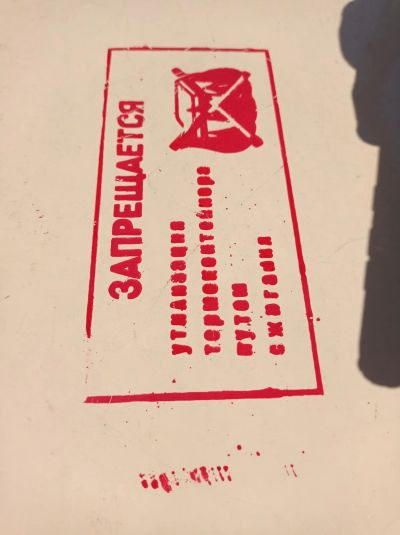 ЗАПРЕЩАЕТСЯ
утилизация
термоконтейнера
путем
сжигания